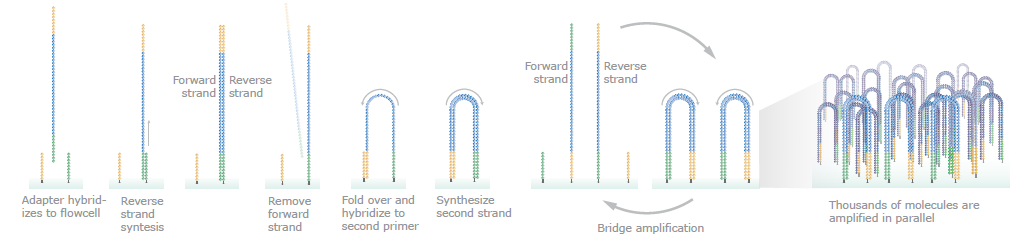 Forward
strand
Reverse
strand
Forward
strand
Reverse
strand
Adapter hybrid-
izes to flowcell
Reverse
strand
syntesis
Remove
forward
strand
Fold over and
hybridize to
second primer
Synthesize
second strand
Bridge amplification
Thousands of molecules are
amplified in parallel